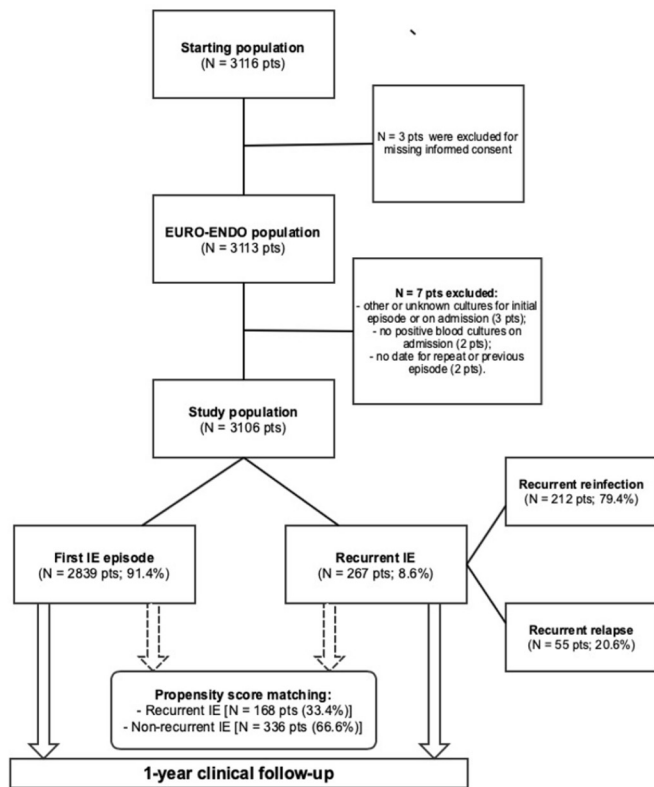 Starting population
(N = 3116 pts)
N = 3 pts were excluded for
missing informed consent
EURO-ENDO population
(N = 3113 pts)
N = 7 pts excluded:
- other or unknown cultures for initial
episode or on admission (3 pts);
- no positive blood cultures on
admission (2 pts);
- no date for repeat or previous
episode (2 pts).
Study population
(N = 3106 pts)
Recurrent reinfection
(N = 212 pts; 79.4%)
First IE episode
(N = 2839 pts; 91.4%)
Recurrent IE
(N = 267 pts; 8.6%)
Recurrent relapse
(N = 55 pts; 20.6%)
Propensity score matching:
- Recurrent IE [N = 168 pts (33.4%)]
- Non-recurrent IE [N = 336 pts (66.6%)]
1-year clinical follow-up